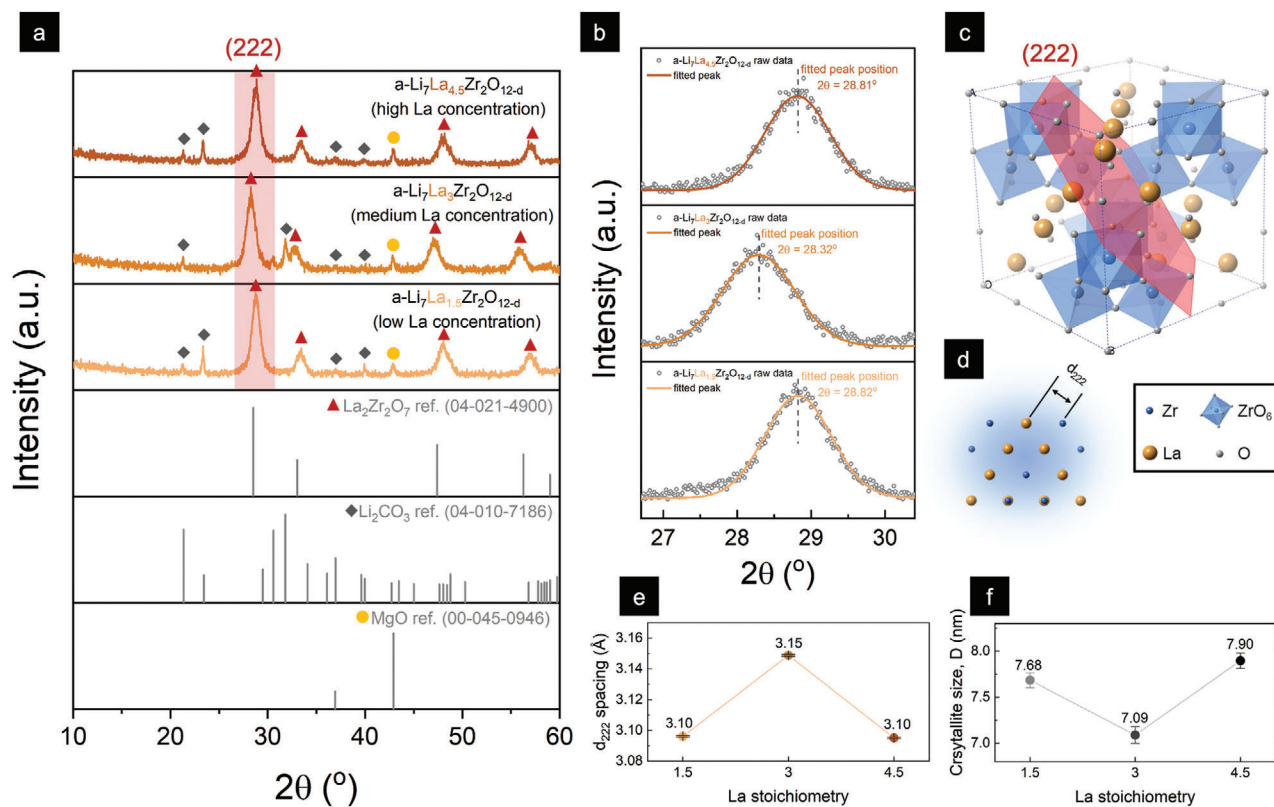 a
(222)
a-Li₇La₄.₅Zr₂O₁₂-d
(high La concentration)
a-Li₇La₃Zr₂O₁₂-d
(medium La concentration)
a-Li₇La₁.₅Zr₂O₁₂-d
(low La concentration)
La₂Zr₂O₇ ref. (04-021-4900)
Li₂CO₃ ref. (04-010-7186)
MgO ref. (00-045-0946)
Intensity (a.u.)
10 20 30 40 50 60
2θ (°)
b
a-Li₇La₄.₅Zr₂O₁₂-d raw data
fitted peak
fitted peak position
2θ = 28.81°
a-Li₇La₃Zr₂O₁₂-d raw data
fitted peak
fitted peak position
2θ = 28.32°
a-Li₇La₁.₅Zr₂O₁₂-d raw data
fitted peak
fitted peak position
2θ = 28.82°
Intensity (a.u.)
27 28 29 30
2θ (°)
c
(222)
A
O
B
d
d₂₂₂
Zr
ZrO₆
La
O
e
d₂₂₂ spacing (Å)
3.16
3.14
3.12
3.10
3.08
3.10
3.15
3.10
1.5 3 4.5
La stoichiometry
f
Crsytallite size, D (nm)
8.0
7.5
7.0
7.68
7.09
7.90
1.5 3 4.5
La stoichiometry